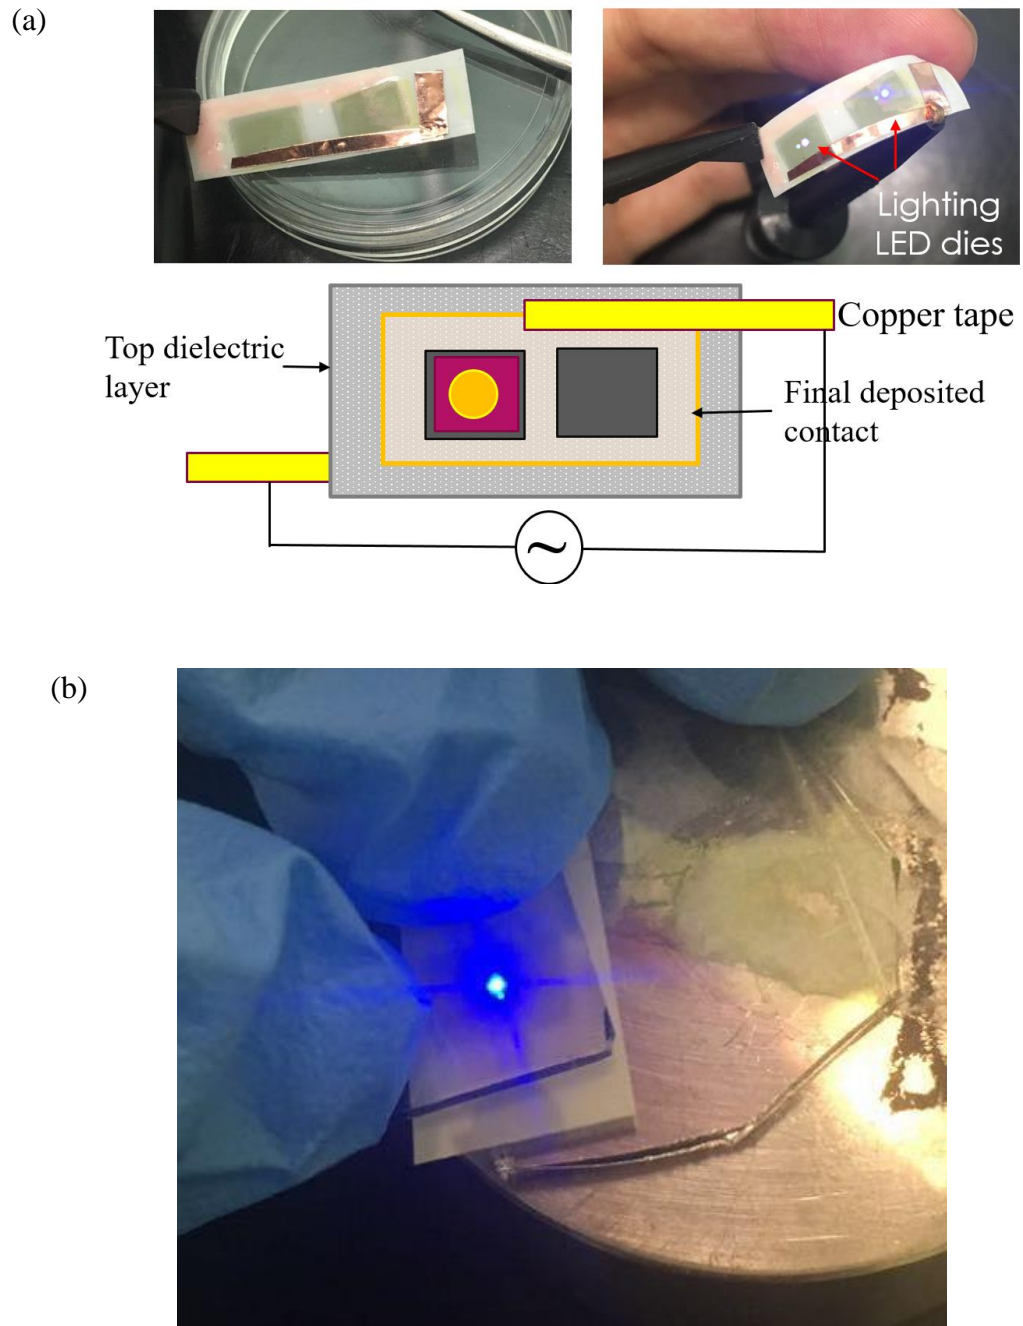 (a)
Lighting
LED dies
Copper tape
Top dielectric
layer
Final deposited
contact
~
(b)